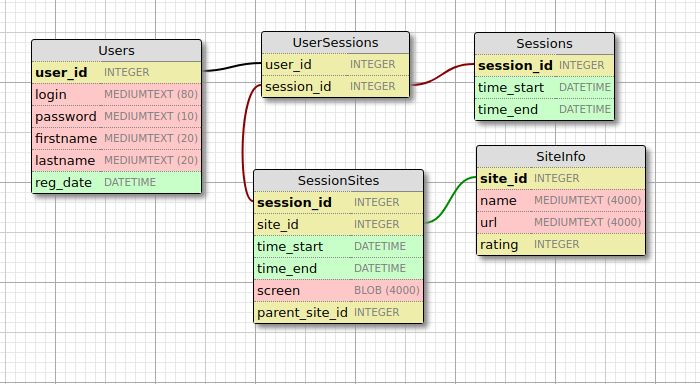 Users
user_id INTEGER
login MEDIUMTEXT (80)
password MEDIUMTEXT (10)
firstname MEDIUMTEXT (20)
lastname MEDIUMTEXT (20)
reg_date DATETIME
UserSessions
user_id INTEGER
session_id INTEGER
Sessions
session_id INTEGER
time_start DATETIME
time_end DATETIME
SessionSites
session_id INTEGER
site_id INTEGER
time_start DATETIME
time_end DATETIME
screen BLOB (4000)
parent_site_id INTEGER
SiteInfo
site_id INTEGER
name MEDIUMTEXT (4000)
url MEDIUMTEXT (4000)
rating INTEGER